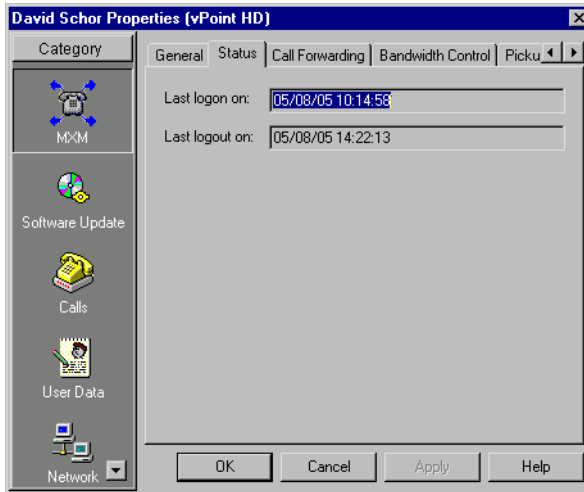 David Schor Properties (vPoint HD)
Category
MXM
Software Update
Calls
User Data
Network
General Status Call Forwarding Bandwidth Control Picku
Last logon on: 05/08/05 10:14:58
Last logout on: 05/08/05 14:22:13
OK Cancel Apply Help